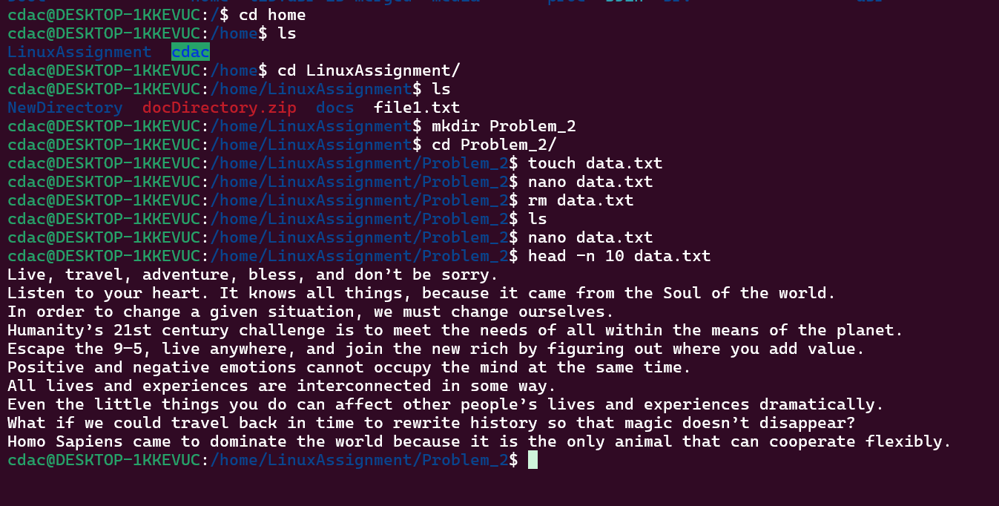 cdac@DESKTOP-1KKEVUC:/$ cd home
cdac@DESKTOP-1KKEVUC:/home$ ls
LinuxAssignment  cdac
cdac@DESKTOP-1KKEVUC:/home$ cd LinuxAssignment/
cdac@DESKTOP-1KKEVUC:/home/LinuxAssignment$ ls
NewDirectory  docDirectory.zip  docs  file1.txt
cdac@DESKTOP-1KKEVUC:/home/LinuxAssignment$ mkdir Problem_2
cdac@DESKTOP-1KKEVUC:/home/LinuxAssignment$ cd Problem_2/
cdac@DESKTOP-1KKEVUC:/home/LinuxAssignment/Problem_2$ touch data.txt
cdac@DESKTOP-1KKEVUC:/home/LinuxAssignment/Problem_2$ nano data.txt
cdac@DESKTOP-1KKEVUC:/home/LinuxAssignment/Problem_2$ rm data.txt
cdac@DESKTOP-1KKEVUC:/home/LinuxAssignment/Problem_2$ ls
cdac@DESKTOP-1KKEVUC:/home/LinuxAssignment/Problem_2$ nano data.txt
cdac@DESKTOP-1KKEVUC:/home/LinuxAssignment/Problem_2$ head -n 10 data.txt
Live, travel, adventure, bless, and don’t be sorry.
Listen to your heart. It knows all things, because it came from the Soul of the world.
In order to change a given situation, we must change ourselves.
Humanity’s 21st century challenge is to meet the needs of all within the means of the planet.
Escape the 9–5, live anywhere, and join the new rich by figuring out where you add value.
Positive and negative emotions cannot occupy the mind at the same time.
All lives and experiences are interconnected in some way.
Even the little things you do can affect other people’s lives and experiences dramatically.
What if we could travel back in time to rewrite history so that magic doesn’t disappear?
Homo Sapiens came to dominate the world because it is the only animal that can cooperate flexibly.
cdac@DESKTOP-1KKEVUC:/home/LinuxAssignment/Problem_2$